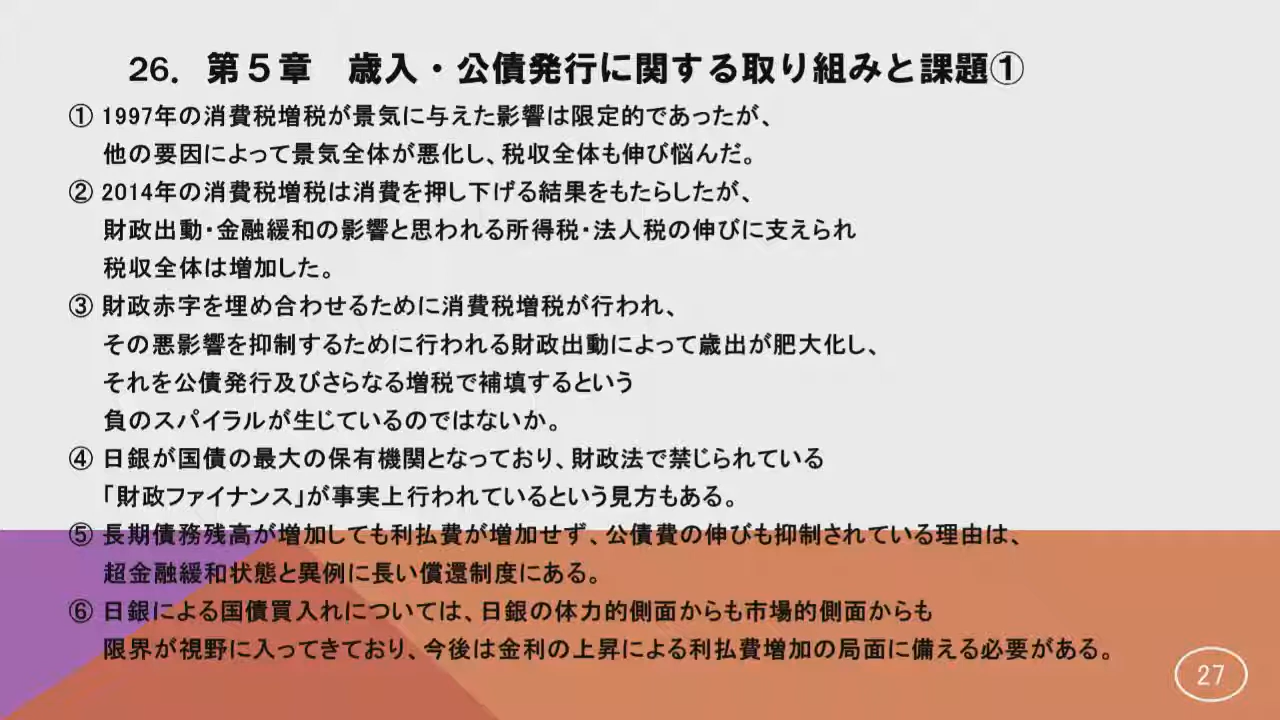 26．第５章　歳入・公債発行に関する取り組みと課題①
① 1997年の消費税増税が景気に与えた影響は限定的であったが、
他の要因によって景気全体が悪化し、税収全体も伸び悩んだ。
② 2014年の消費税増税は消費を押し下げる結果をもたらしたが、
財政出動・金融緩和の影響と思われる所得税・法人税の伸びに支えられ
税収全体は増加した。
③ 財政赤字を埋め合わせるために消費税増税が行われ、
その悪影響を抑制するために行われる財政出動によって歳出が肥大化し、
それを公債発行及びさらなる増税で補填するという
負のスパイラルが生じているのではないか。
④ 日銀が国債の最大の保有機関となっており、財政法で禁じられている
「財政ファイナンス」が事実上行われているという見方もある。
⑤ 長期債務残高が増加しても利払費が増加せず、公債費の伸びも抑制されている理由は、
超金融緩和状態と異例に長い償還制度にある。
⑥ 日銀による国債買入れについては、日銀の体力的側面からも市場的側面からも
限界が視野に入ってきており、今後は金利の上昇による利払費増加の局面に備える必要がある。
27